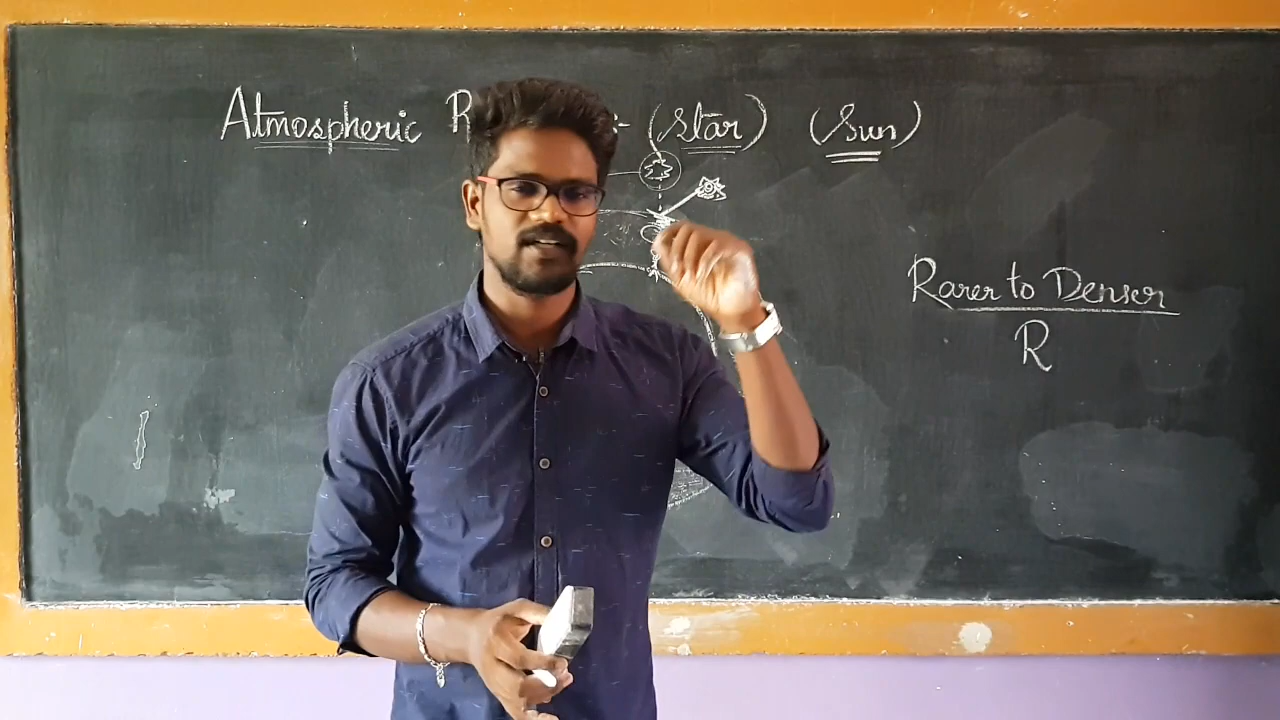 Atmospheric R :- (Star) (Sun)
Rarer to Denser
R